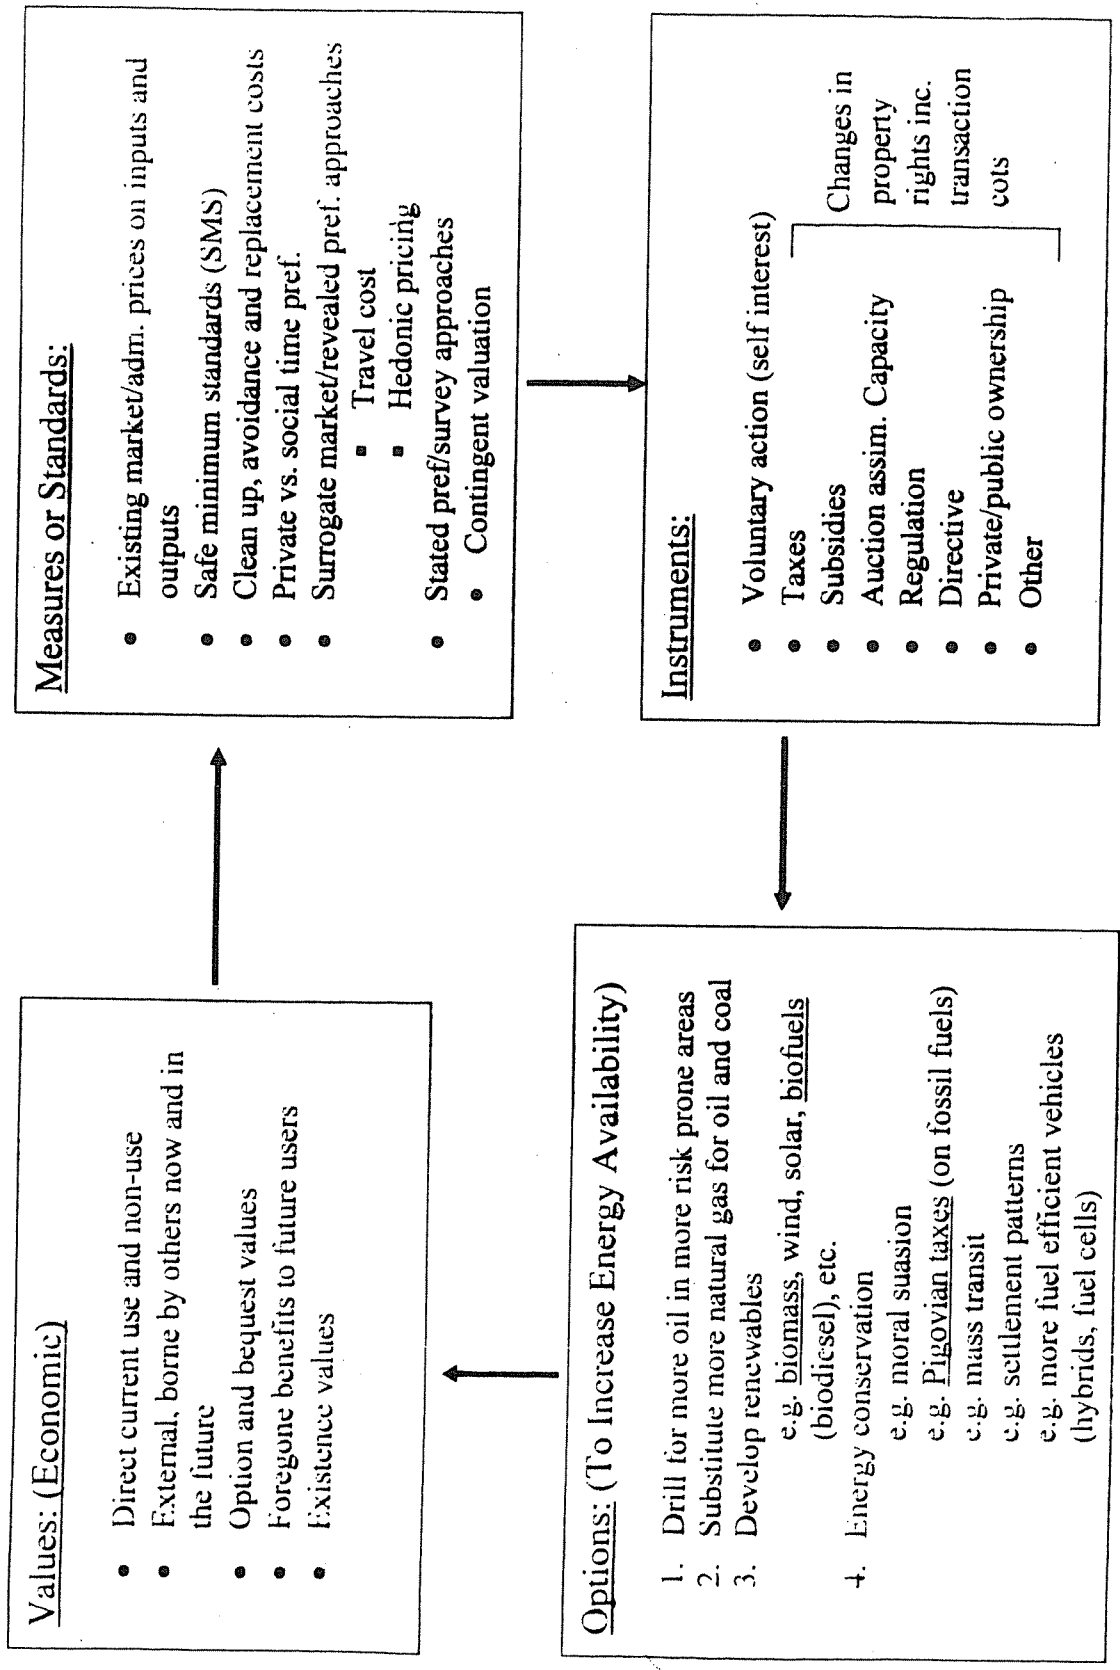 Values: (Economic)
• Direct current use and non-use
• External, borne by others now and in
the future
• Option and bequest values
• Foregone benefits to future users
• Existence values
Measures or Standards:
• Existing market/adm. prices on inputs and
outputs
• Safe minimum standards (SMS)
• Clean up, avoidance and replacement costs
• Private vs. social time pref.
• Surrogate market/revealed pref. approaches
▪ Travel cost
▪ Hedonic pricing
• Stated pref/survey approaches
• Contingent valuation
Options: (To Increase Energy Availability)
1. Drill for more oil in more risk prone areas
2. Substitute more natural gas for oil and coal
3. Develop renewables
e.g. biomass, wind, solar, biofuels
(biodiesel), etc.
4. Energy conservation
e.g. moral suasion
e.g. Pigovian taxes (on fossil fuels)
e.g. mass transit
e.g. settlement patterns
e.g. more fuel efficient vehicles
(hybrids, fuel cells)
Instruments:
• Voluntary action (self interest)
• Taxes
• Subsidies
• Auction assim. Capacity
• Regulation
• Directive
• Private/public ownership
• Other
Changes in
property
rights inc.
transaction
cots